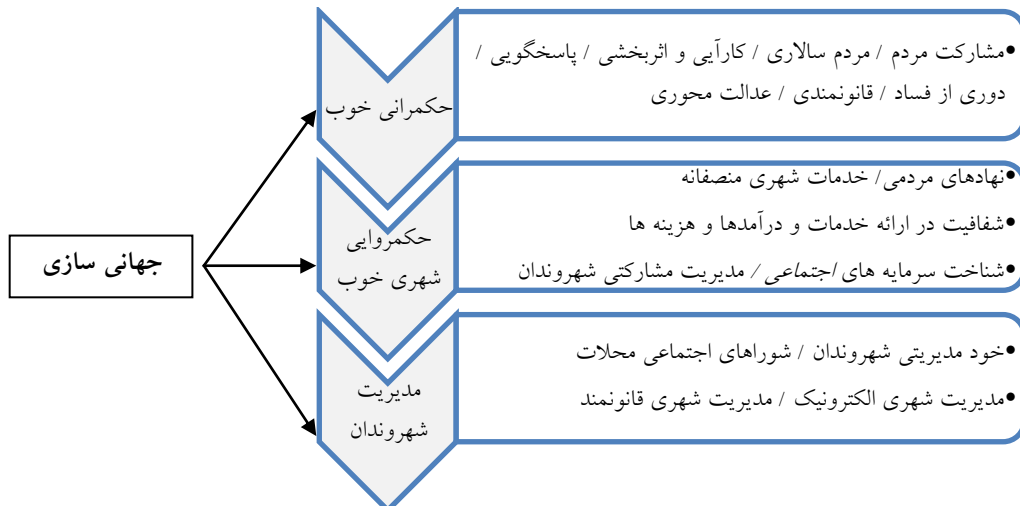 جهانی سازی
حکمرانی خوب
•مشارکت مردم / مردم سالاری / کارآیی و اثربخشی / پاسخگویی /
دوری از فساد / قانونمندی / عدالت محوری
حکمروایی
شهری خوب
•نهادهای مردمی/ خدمات شهری منصفانه
•شفافیت در ارائه خدمات و درآمدها و هزینه ها
•شناخت سرمایه های اجتماعی/ مدیریت مشارکتی شهروندان
مدیریت
شهروندان
•خود مدیریتی شهروندان / شوراهای اجتماعی محلات
•مدیریت شهری الکترونیک / مدیریت شهری قانونمند